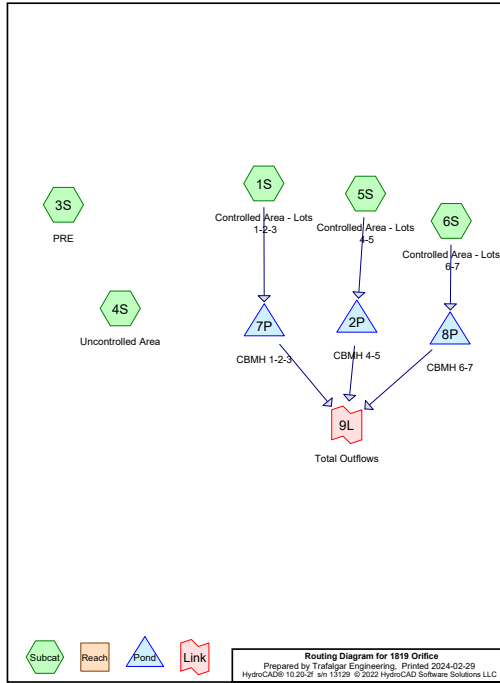 1S
Controlled Area - Lots
1-2-3
5S
Controlled Area - Lots
4-5
6S
Controlled Area - Lots
6-7
3S
PRE
4S
Uncontrolled Area
7P
CBMH 1-2-3
2P
CBMH 4-5
8P
CBMH 6-7
9L
Total Outflows
Subcat
Reach
Pond
Link
Routing Diagram for 1819 Orifice
Prepared by Trafalgar Engineering, Printed 2024-02-29
HydroCAD® 10.20-2f s/n 13129 © 2022 HydroCAD Software Solutions LLC